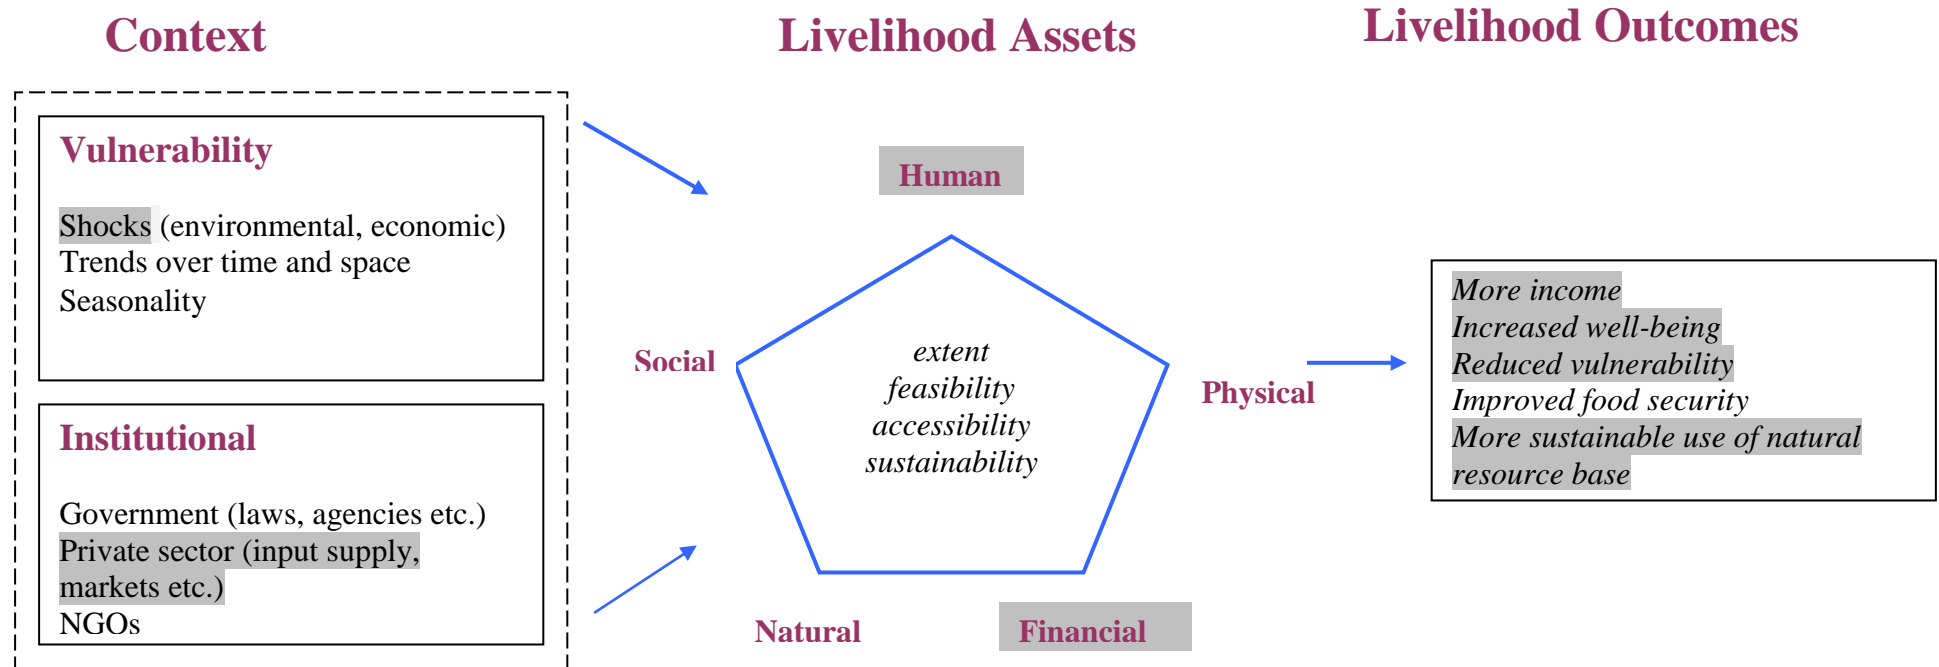 Context
Livelihood Assets
Livelihood Outcomes
Vulnerability
Shocks (environmental, economic)
Trends over time and space
Seasonality
Institutional
Government (laws, agencies etc.)
Private sector (input supply,
markets etc.)
NGOs
Human
Social
extent
feasibility
accessibility
sustainability
Physical
Natural
Financial
More income
Increased well-being
Reduced vulnerability
Improved food security
More sustainable use of natural
resource base